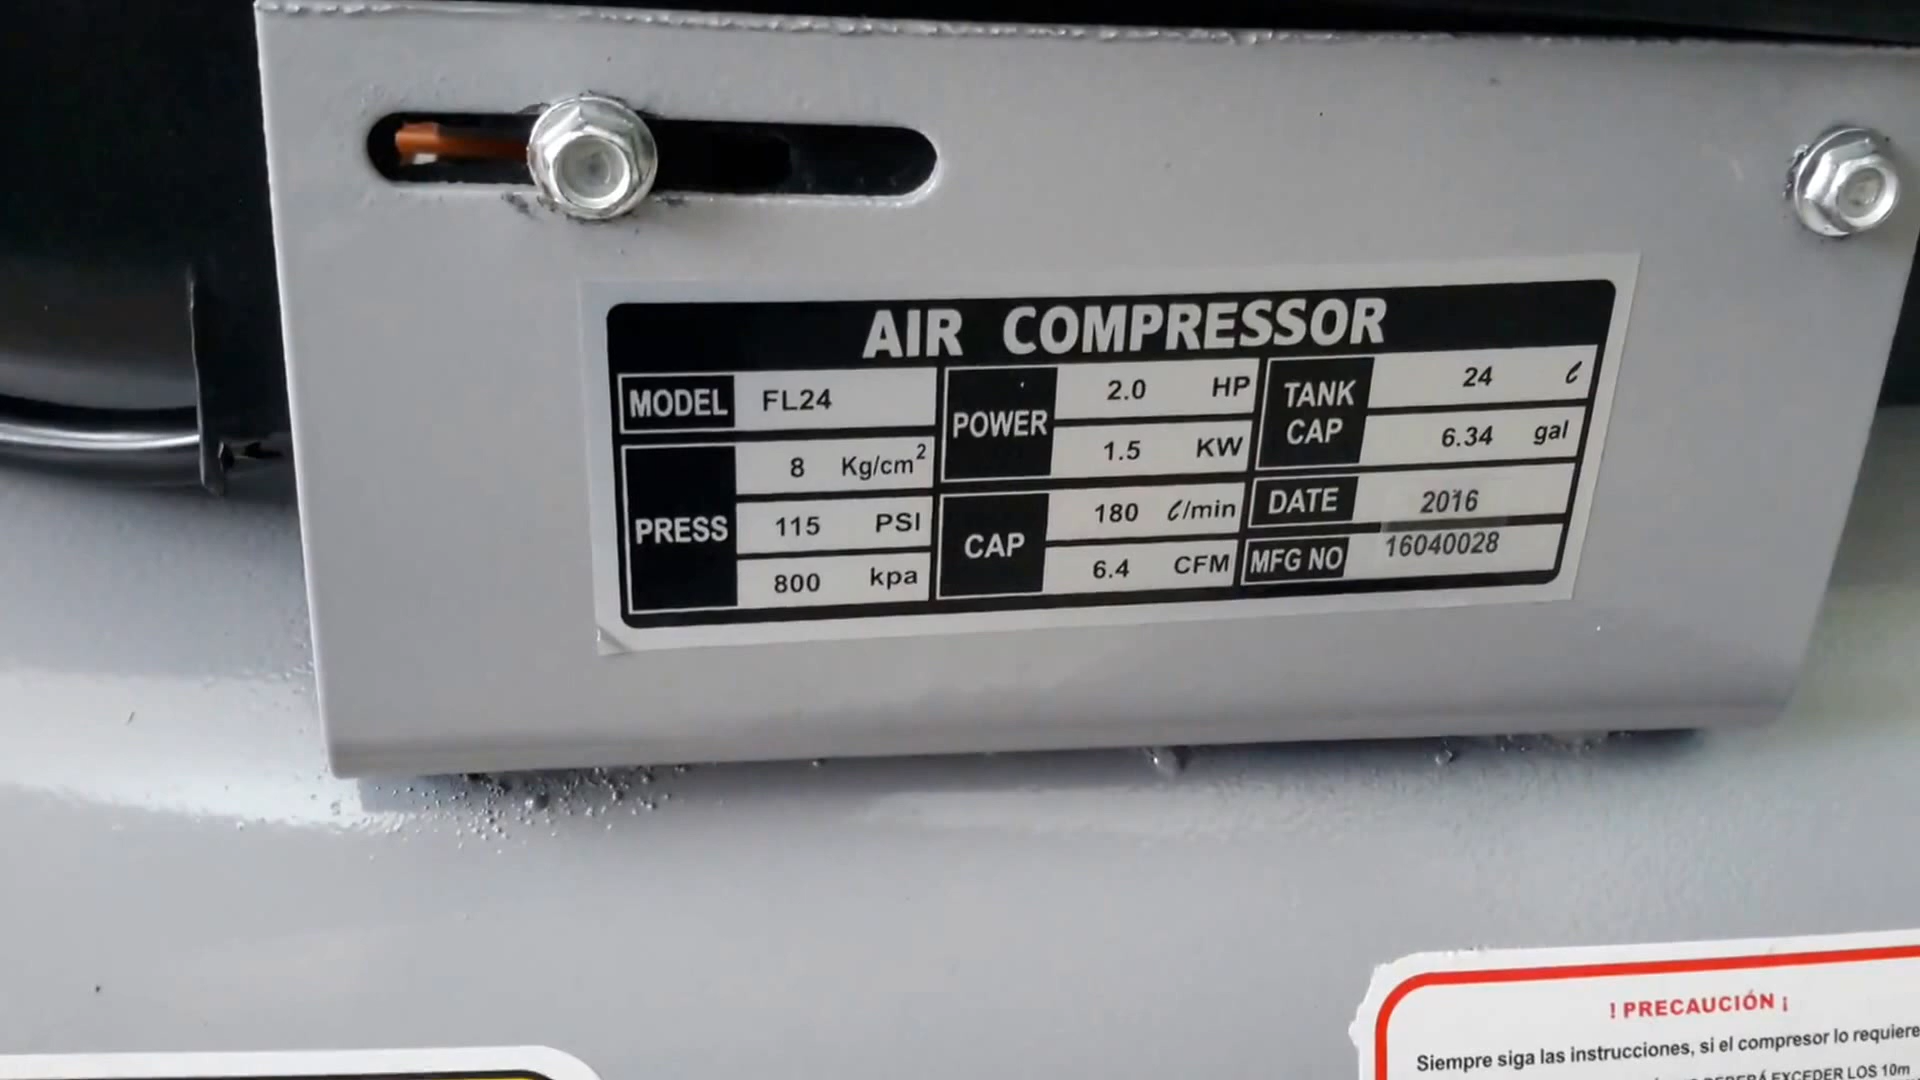 AIR COMPRESSOR
MODEL FL24
PRESS
8 Kg/cm²
115 PSI
800 kpa
POWER
2.0 HP
1.5 KW
CAP
180 ℓ/min
6.4 CFM
TANK
CAP
24 ℓ
6.34 gal
DATE 2016
MFG NO 16040028
! PRECAUCIÓN ¡
Siempre siga las instrucciones, si el compresor lo requiere
EXCEDER LOS 10m